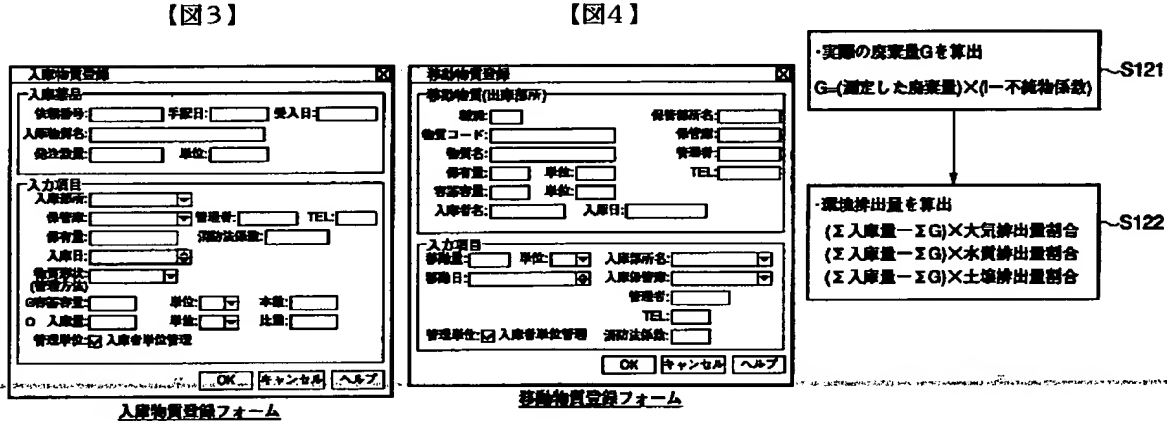 【図3】
入庫物質登録
入庫薬品
依頼番号: 手配日: 受入日:
入庫物質名:
発注数量: 単位:
入力項目
入庫部所:
保管庫: 管理者: TEL:
保有量: 消防法係数:
入庫日:
物質形状:
(管理方法)
容器容量: 単位: 本数:
入庫量: 単位: 比重:
管理単位: 入庫者単位管理
OK キャンセル ヘルプ
入庫物質登録フォーム
【図4】
移動物質登録
移動物質(出庫部所)
保管部所名:
物質コード: 保管庫:
物質名: 管理者:
保有量: 単位: TEL:
容器容量: 単位:
入庫者名: 入庫日:
入力項目
移動量: 単位: 入庫部所名:
移動日: 入庫保管庫:
管理者:
TEL:
管理単位: 入庫者単位管理 消防法係数:
OK キャンセル ヘルプ
移動物質登録フォーム
・実際の廃棄量Gを算出
G=(測定した廃棄量)×(1−不純物係数)
S121
・環境排出量を算出
(Σ入庫量−ΣG)×大気排出量割合
(Σ入庫量−ΣG)×水質排出量割合
(Σ入庫量−ΣG)×土壌排出量割合
S122